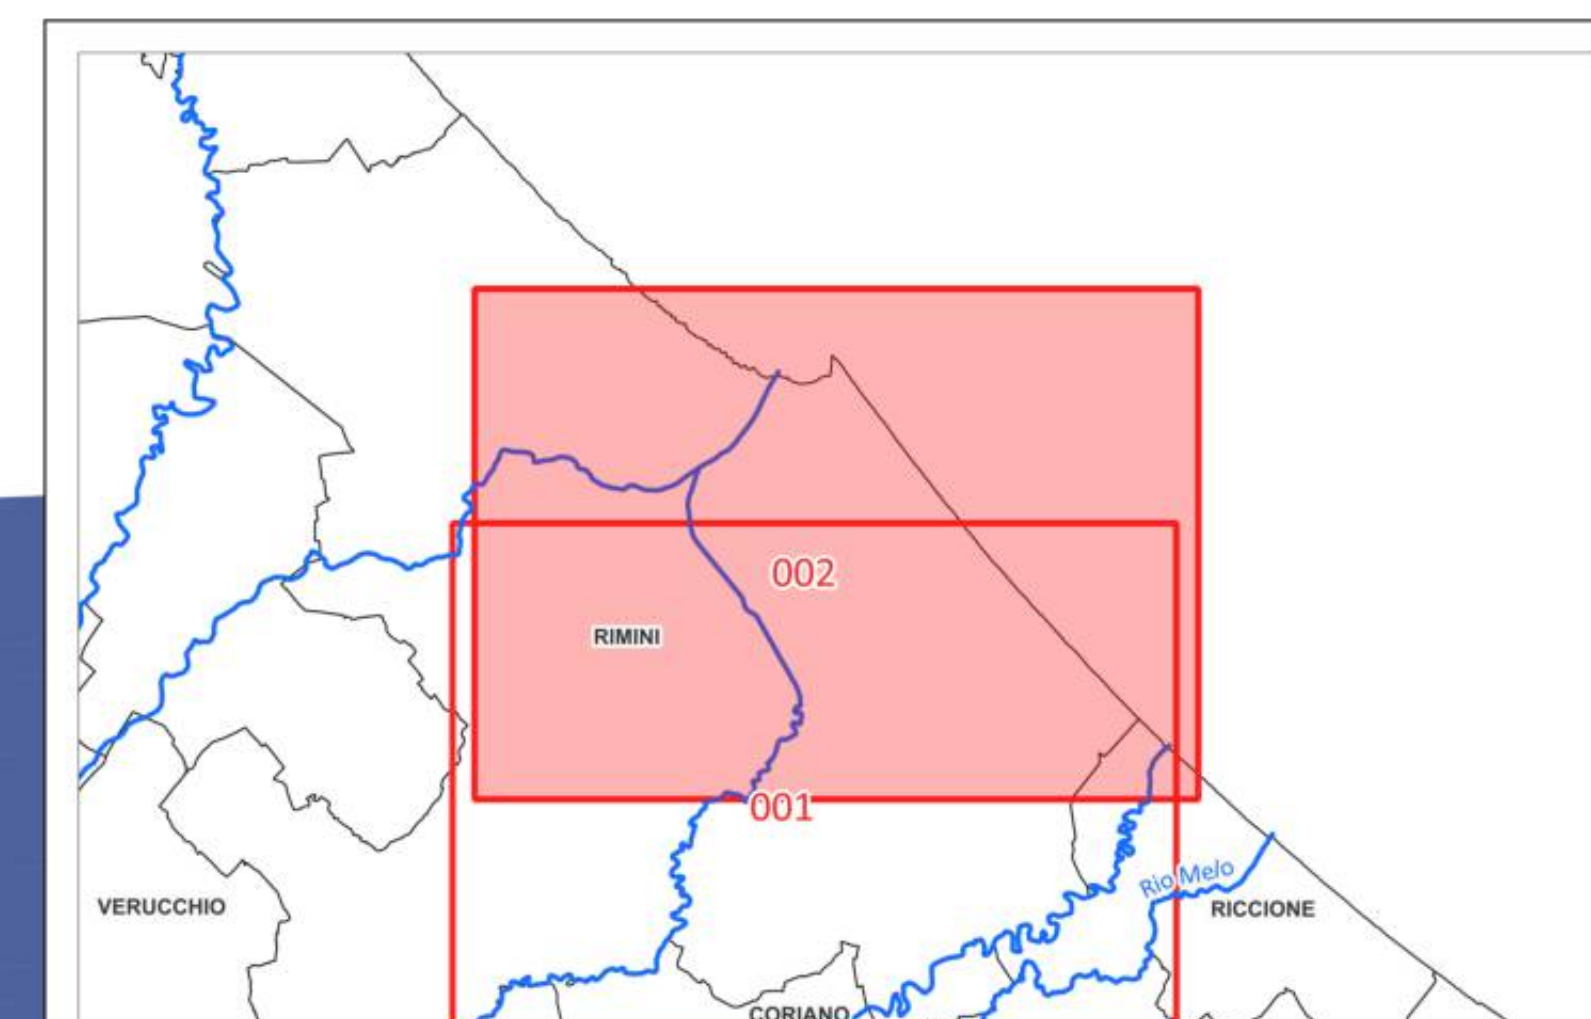 002
RIMINI
001
Rio Melo
VERUCCHIO
RICCIONE
CORIANO